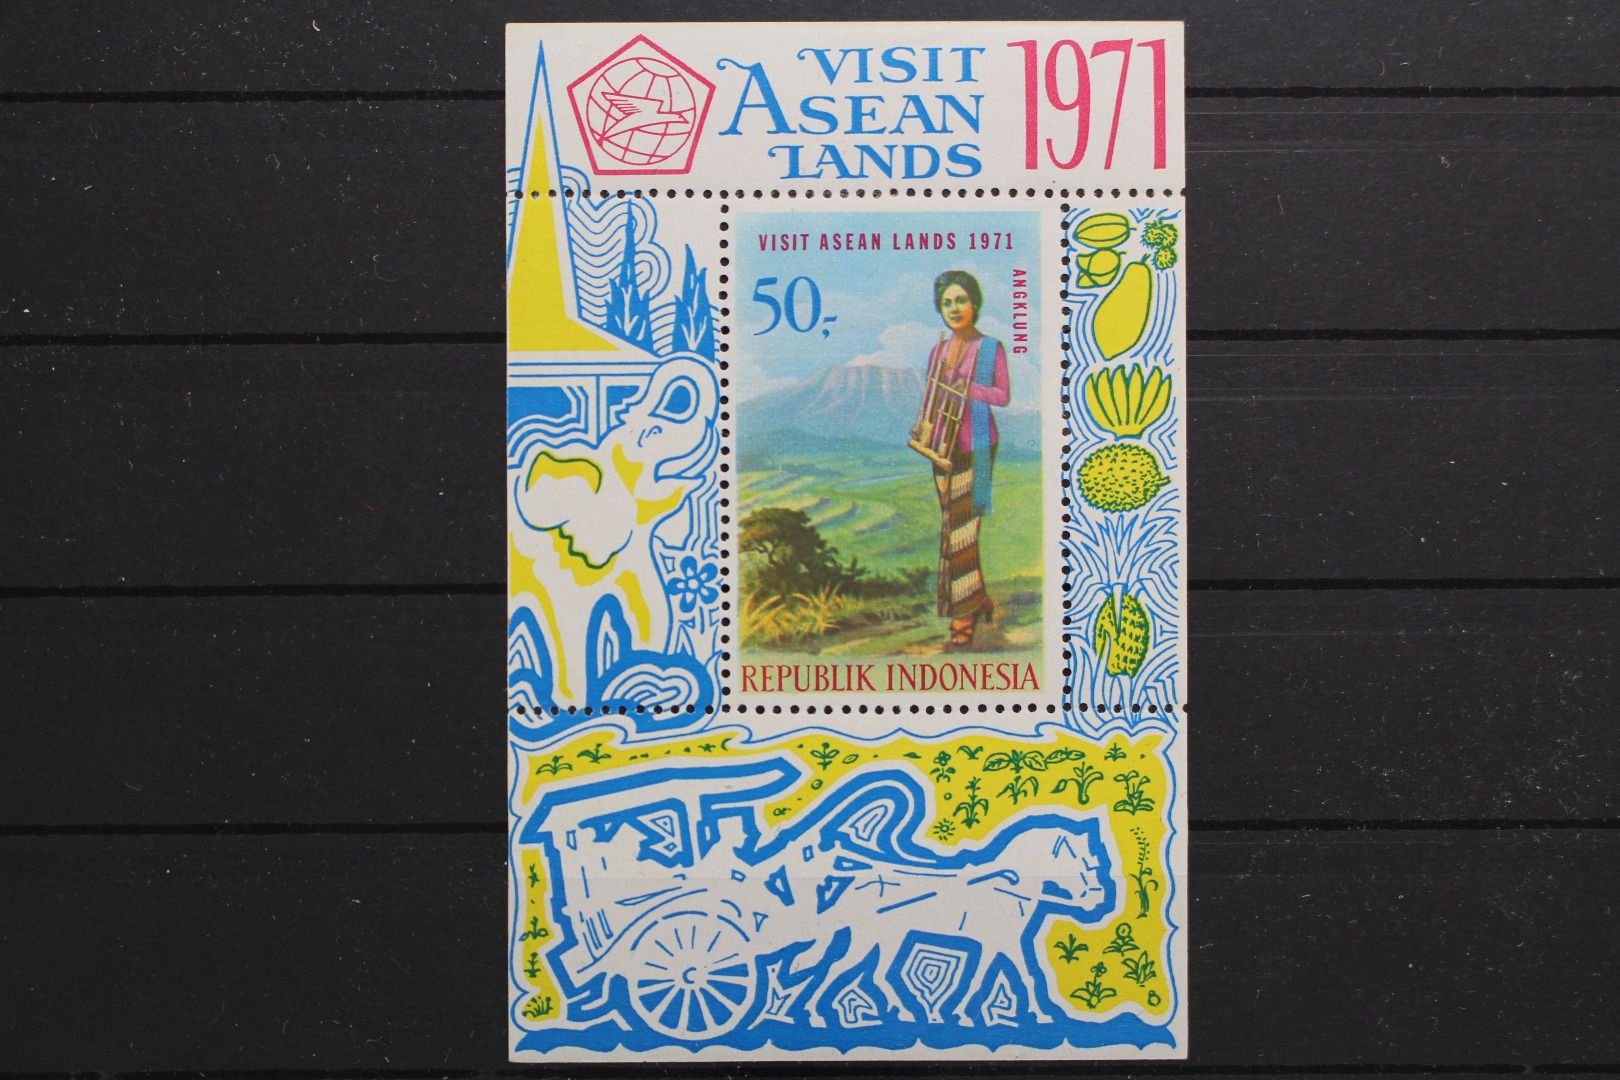 VISIT
ASEAN
LANDS
1971
VISIT ASEAN LANDS 1971
50,-
ANGKLUNG
REPUBLIK INDONESIA